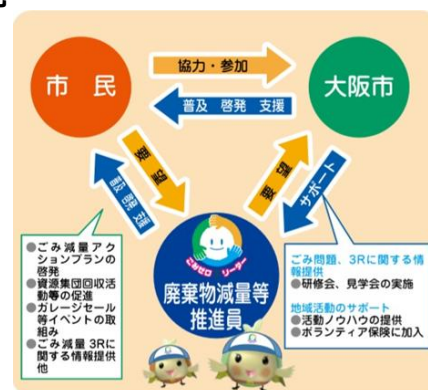 市 民
協力・参加
大阪市
普及 啓発 支援
要 望
要 望
サポート
ごみゼロ リーダー
廃棄物減量等
推進員
●ごみ減量アク
ションプランの
啓発
●資源集団回収活
動等の促進
●ガレージセール
等イベントの取
組み
●ごみ減量 3Rに
関する情報提供
他
ごみ問題、3Rに関する情
報提供
●研修会、見学会の実施
地域活動のサポート
●活動ノウハウの提供
●ボランティア保険に加入